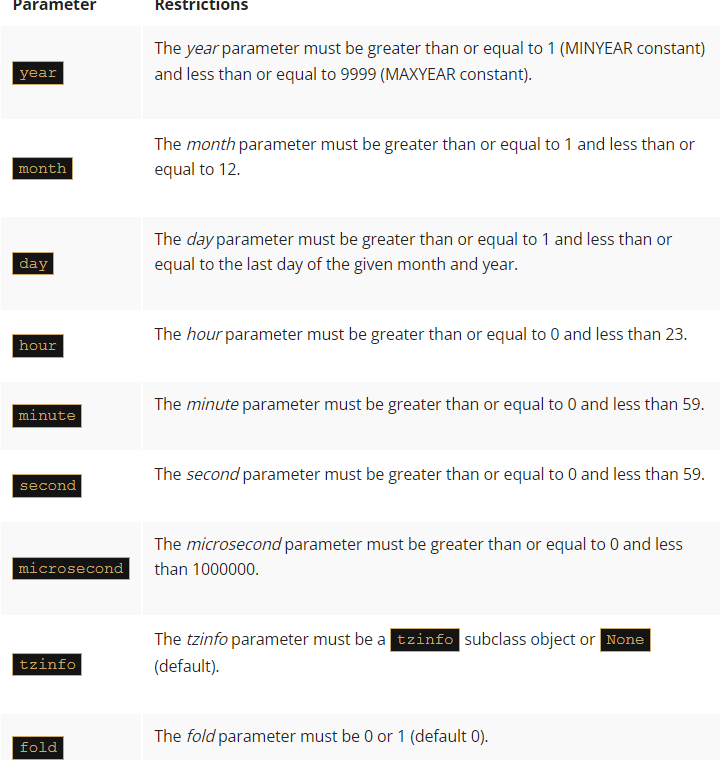 Parameter Restrictions
The year parameter must be greater than or equal to 1 (MINYEAR constant)
year
and less than or equal to 9999 (MAXYEAR constant).
The month parameter must be greater than or equal to 1 and less than or
month
equal to 12.
The day parameter must be greater than or equal to 1 and less than or
day
equal to the last day of the given month and year.
hour
The hour parameter must be greater than or equal to 0 and less than 23.
minute
The minute parameter must be greater than or equal to 0 and less than 59.
second
The second parameter must be greater than or equal to 0 and less than 59.
The microsecond parameter must be greater than or equal to 0 and less
microsecond
than 1000000.
The tzinfo parameter must be a tzinfo subclass object or None
tzinfo
(default).
fold
The fold parameter must be 0 or 1 (default 0).